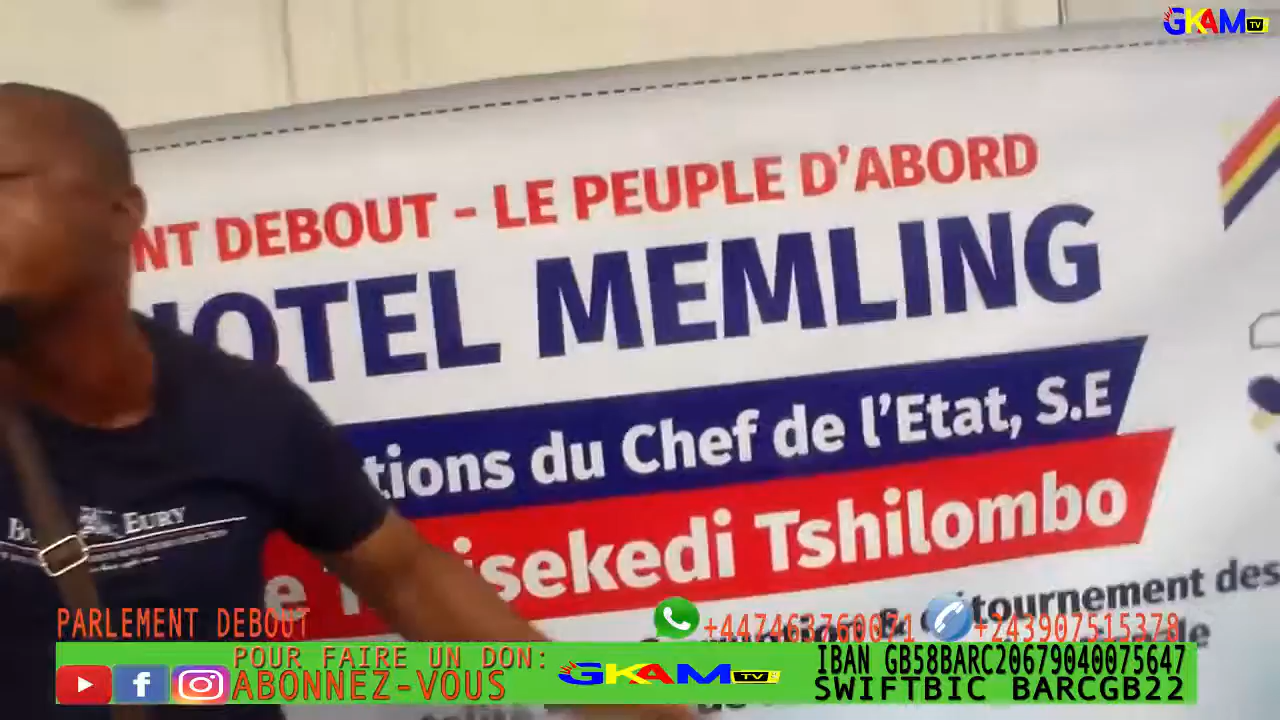 GKAM TV
NT DEBOUT - LE PEUPLE D'ABORD
HOTEL MEMLING
tions du Chef de l'Etat, S.E
e T isekedi Tshilombo
tournement des
PARLEMENT DEBOUT
+447463760071 +243907515378
POUR FAIRE UN DON:
ABONNEZ-VOUS
GKAM TV
IBAN GB58BARC20679040075647
SWIFTBIC BARCGB22